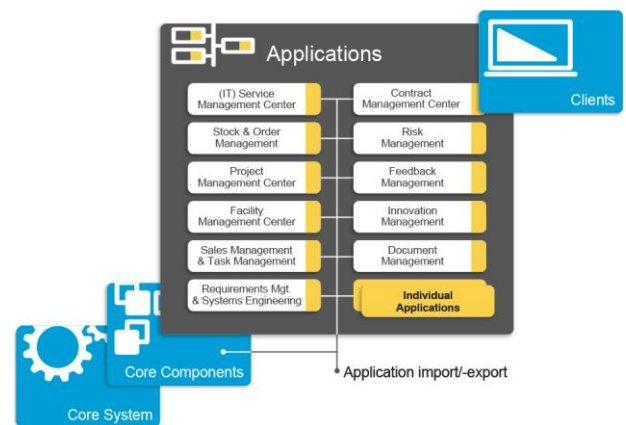 Applications
Clients
(IT) Service
Management Center
Contract
Management Center
Stock & Order
Management
Risk
Management
Project
Management Center
Feedback
Management
Facility
Management Center
Innovation
Management
Sales Management
& Task Management
Document
Management
Requirements Mgt.
& Systems Engineering
Individual
Applications
Core Components
Application import/-export
Core System